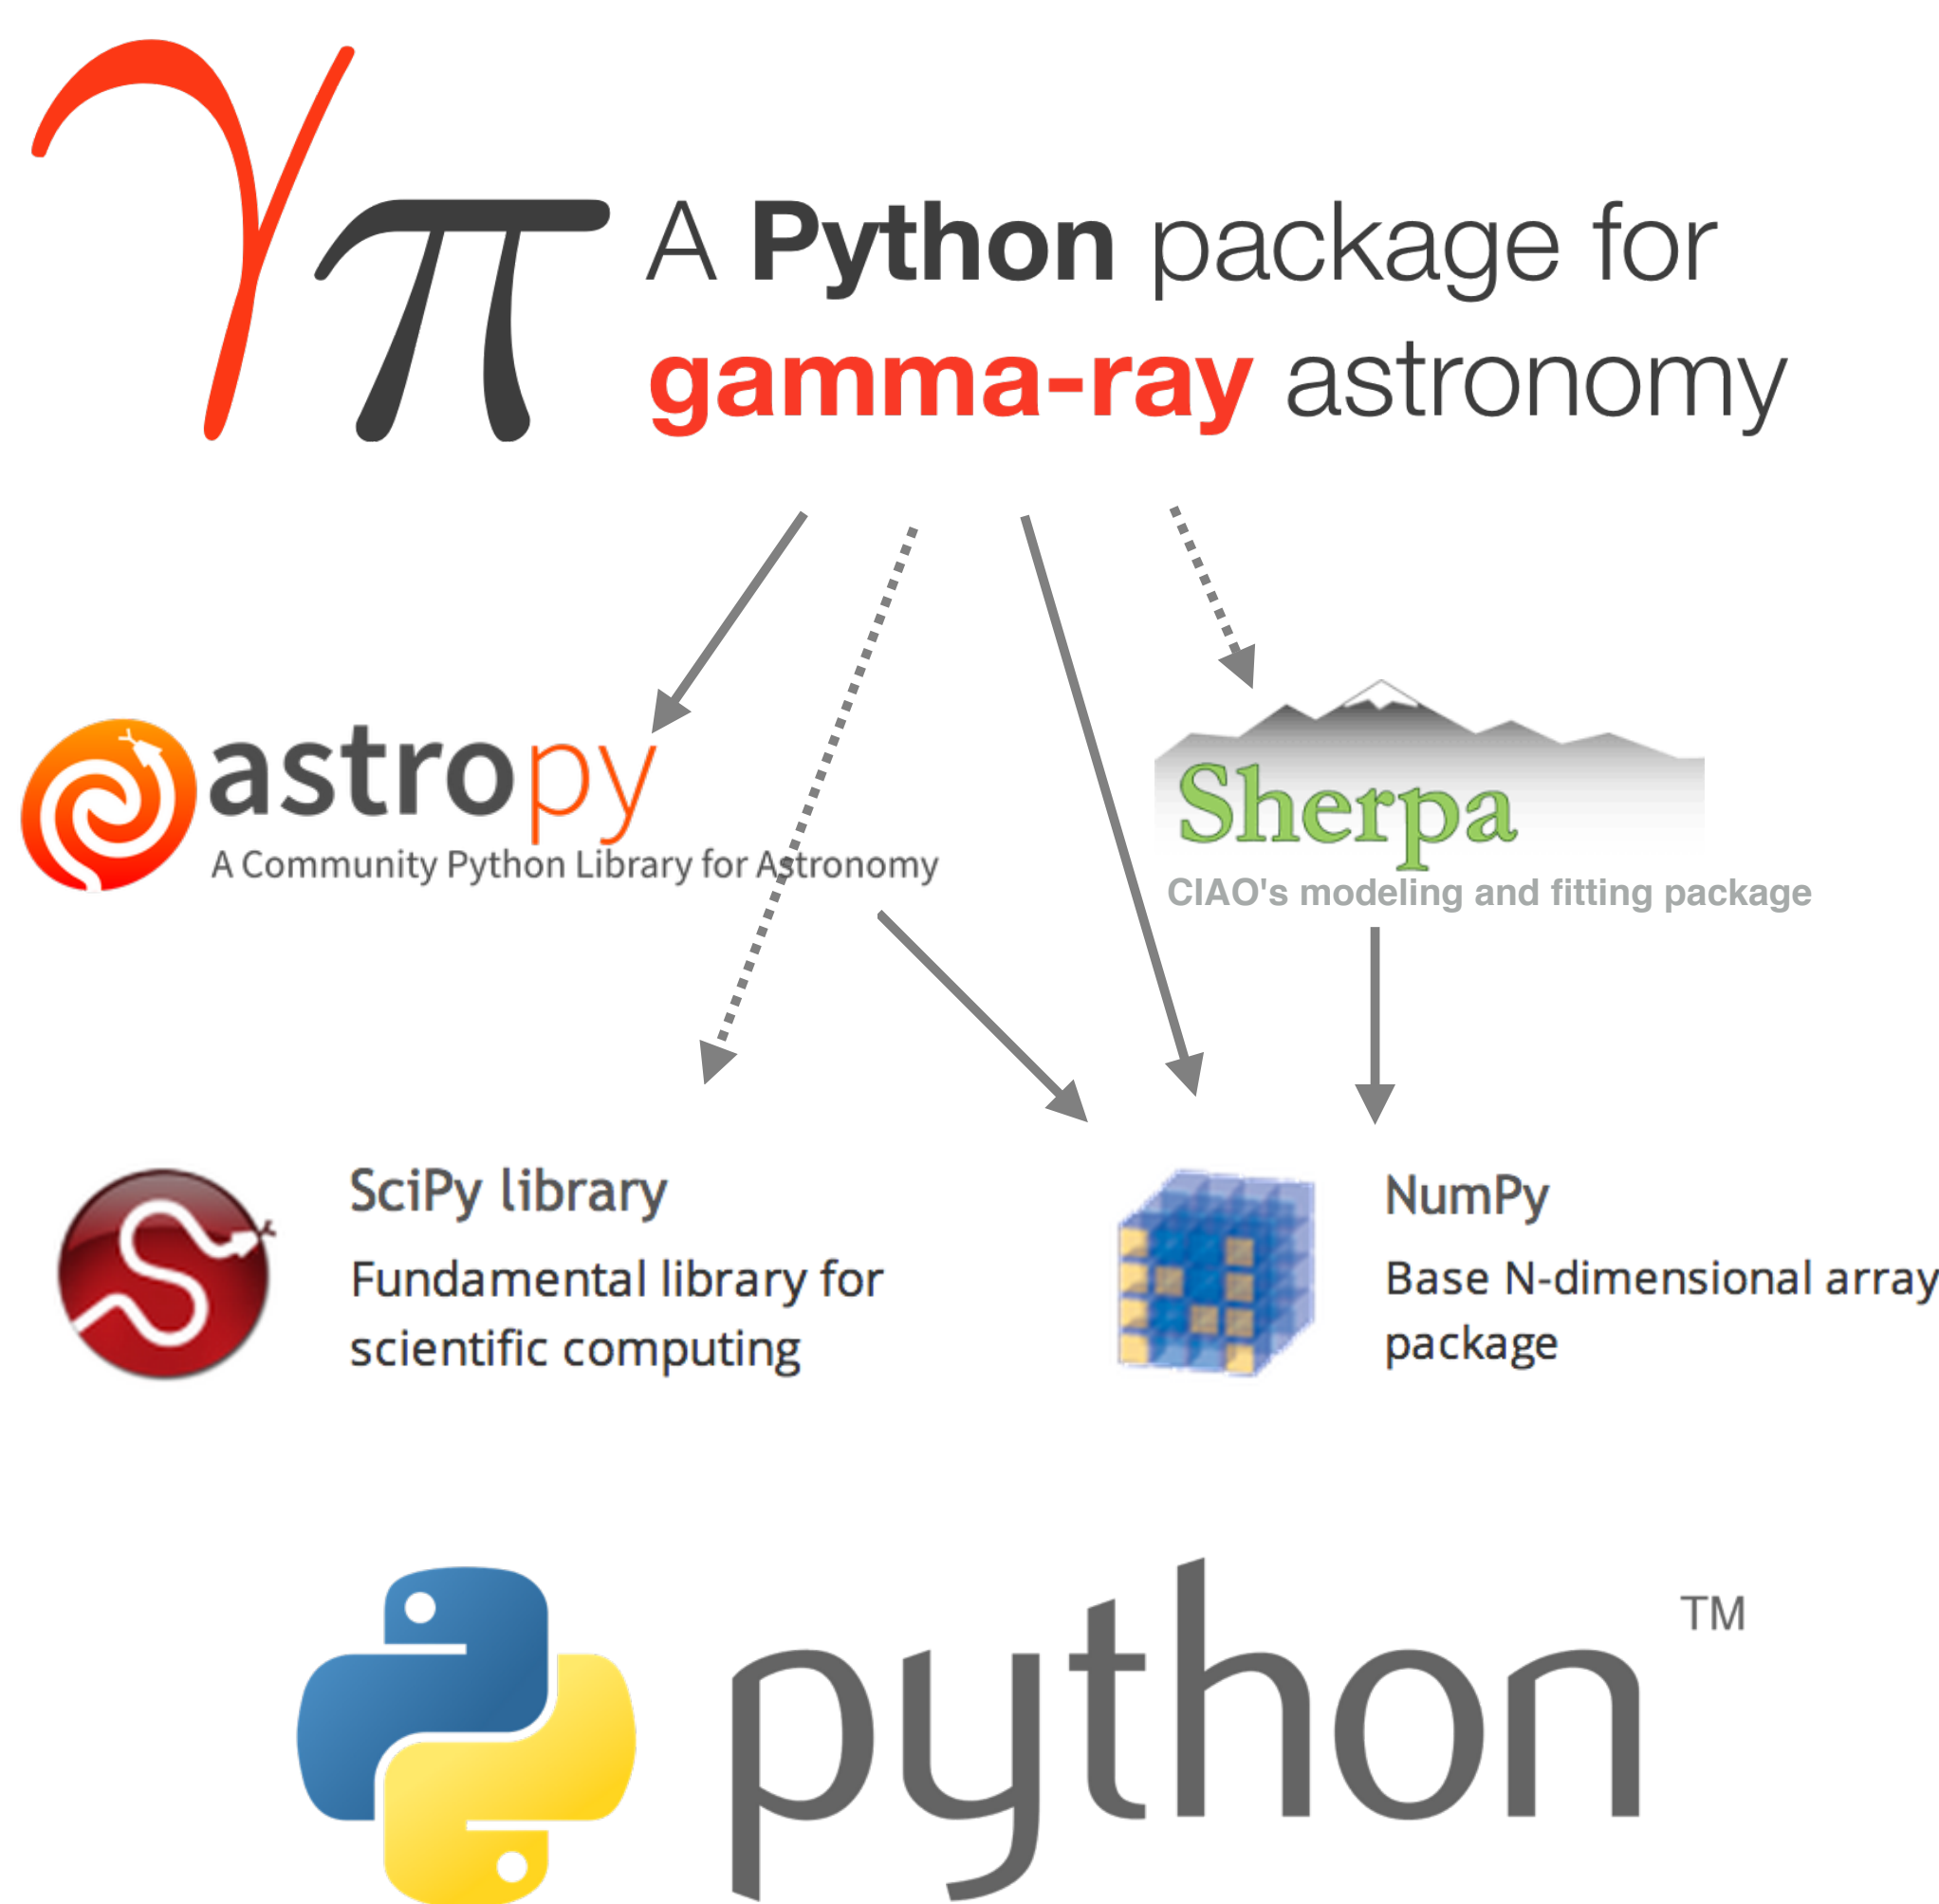 γπ
A Python package for
gamma-ray astronomy
astropy
A Community Python Library for Astronomy
Sherpa
CIAO's modeling and fitting package
SciPy library
Fundamental library for
scientific computing
NumPy
Base N-dimensional array
package
python TM